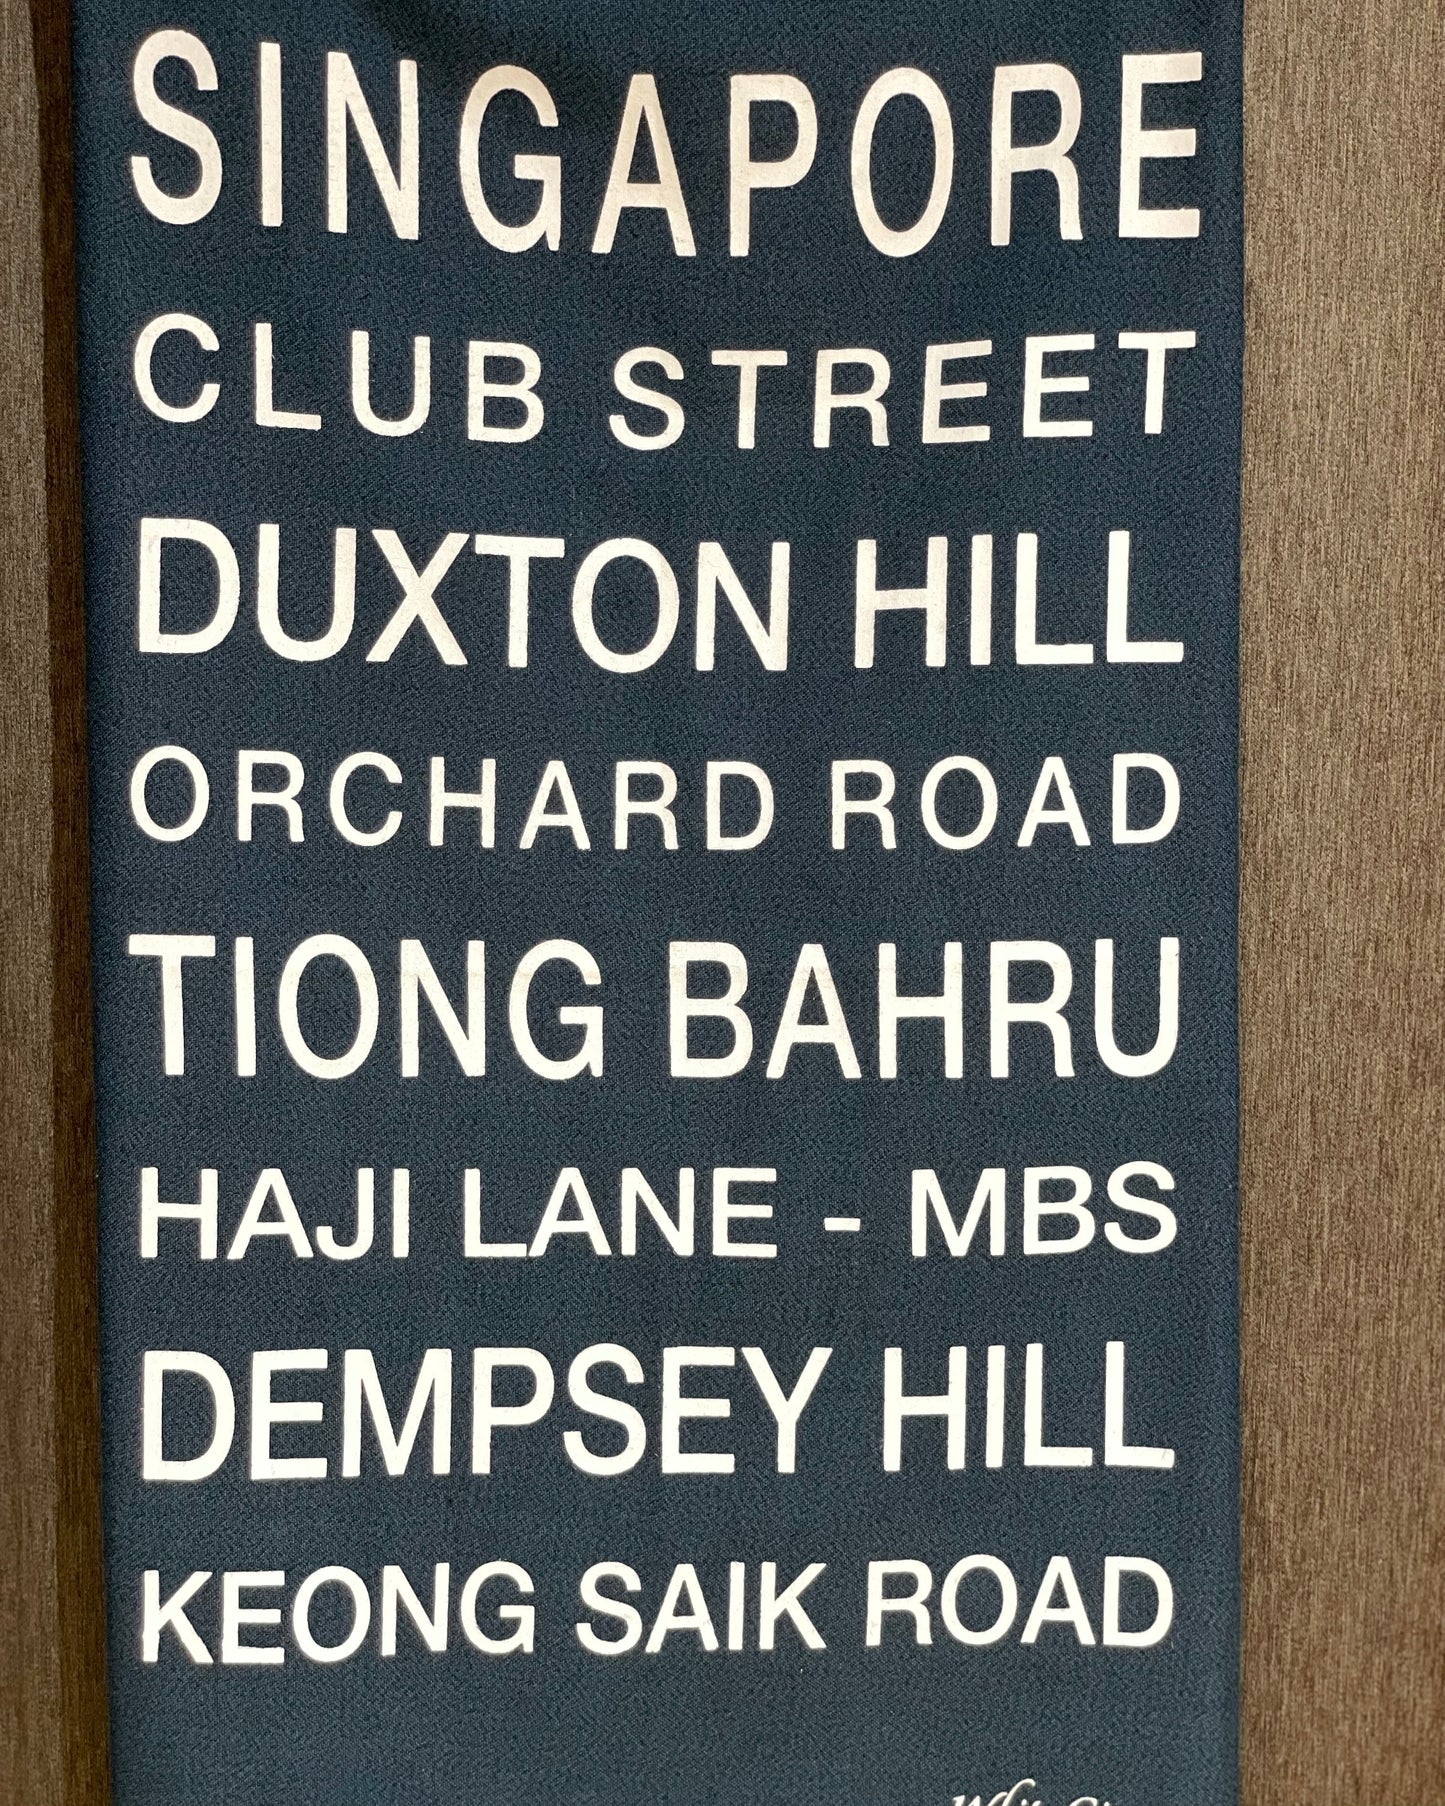 SINGAPORE
CLUB STREET
DUXTON HILL
ORCHARD ROAD
TIONG BAHRU
HAJI LANE - MBS
DEMPSEY HILL
KEONG SAIK ROAD